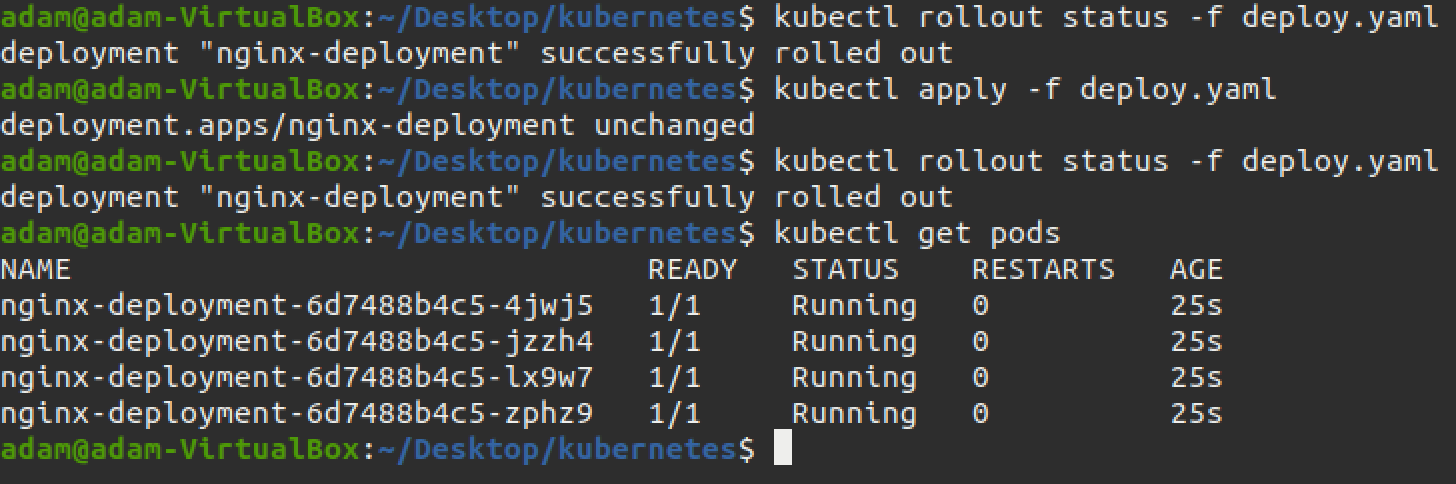 adam@adam-VirtualBox:~/Desktop/kubernetes$ kubectl rollout status -f deploy.yaml
deployment "nginx-deployment" successfully rolled out
adam@adam-VirtualBox:~/Desktop/kubernetes$ kubectl apply -f deploy.yaml
deployment.apps/nginx-deployment unchanged
adam@adam-VirtualBox:~/Desktop/kubernetes$ kubectl rollout status -f deploy.yaml
deployment "nginx-deployment" successfully rolled out
adam@adam-VirtualBox:~/Desktop/kubernetes$ kubectl get pods
NAME                                READY   STATUS    RESTARTS   AGE
nginx-deployment-6d7488b4c5-4jwj5   1/1     Running   0          25s
nginx-deployment-6d7488b4c5-jzzh4   1/1     Running   0          25s
nginx-deployment-6d7488b4c5-lx9w7   1/1     Running   0          25s
nginx-deployment-6d7488b4c5-zphz9   1/1     Running   0          25s
adam@adam-VirtualBox:~/Desktop/kubernetes$